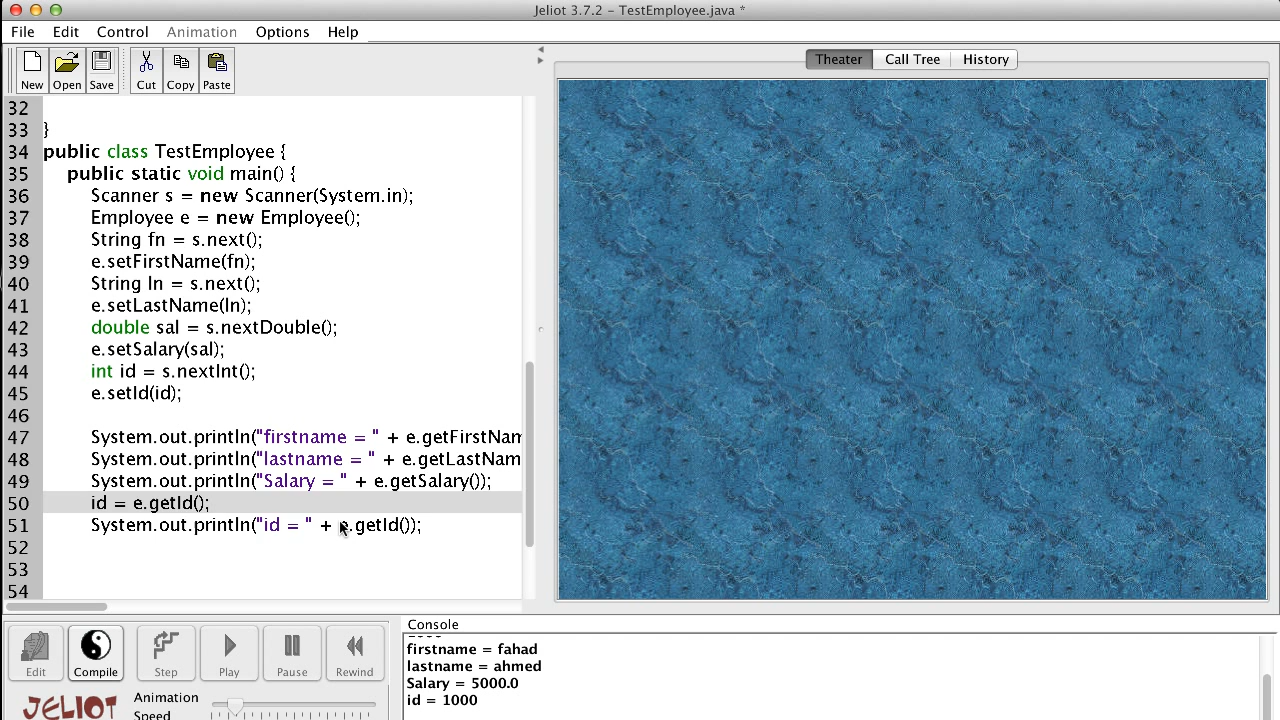 Jeliot 3.7.2 – TestEmployee.java *
File Edit Control Animation Options Help
New Open Save Cut Copy Paste
Theater Call Tree History
32
33 }
34 public class TestEmployee {
35 public static void main() {
36 Scanner s = new Scanner(System.in);
37 Employee e = new Employee();
38 String fn = s.next();
39 e.setFirstName(fn);
40 String ln = s.next();
41 e.setLastName(ln);
42 double sal = s.nextDouble();
43 e.setSalary(sal);
44 int id = s.nextInt();
45 e.setId(id);
46
47 System.out.println("firstname = " + e.getFirstNam
48 System.out.println("lastname = " + e.getLastNam
49 System.out.println("Salary = " + e.getSalary());
50 id = e.getId();
51 System.out.println("id = " + e.getId());
52
53
54
Edit Compile Step Play Pause Rewind
JELIOT
Animation
Speed
Console
firstname = fahad
lastname = ahmed
Salary = 5000.0
id = 1000